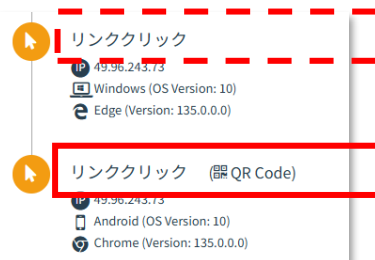 リンククリック
IP 49.96.243.73
Windows (OS Version: 10)
Edge (Version: 135.0.0.0)
リンククリック (QR Code)
IP 49.96.243.73
Android (OS Version: 10)
Chrome (Version: 135.0.0.0)